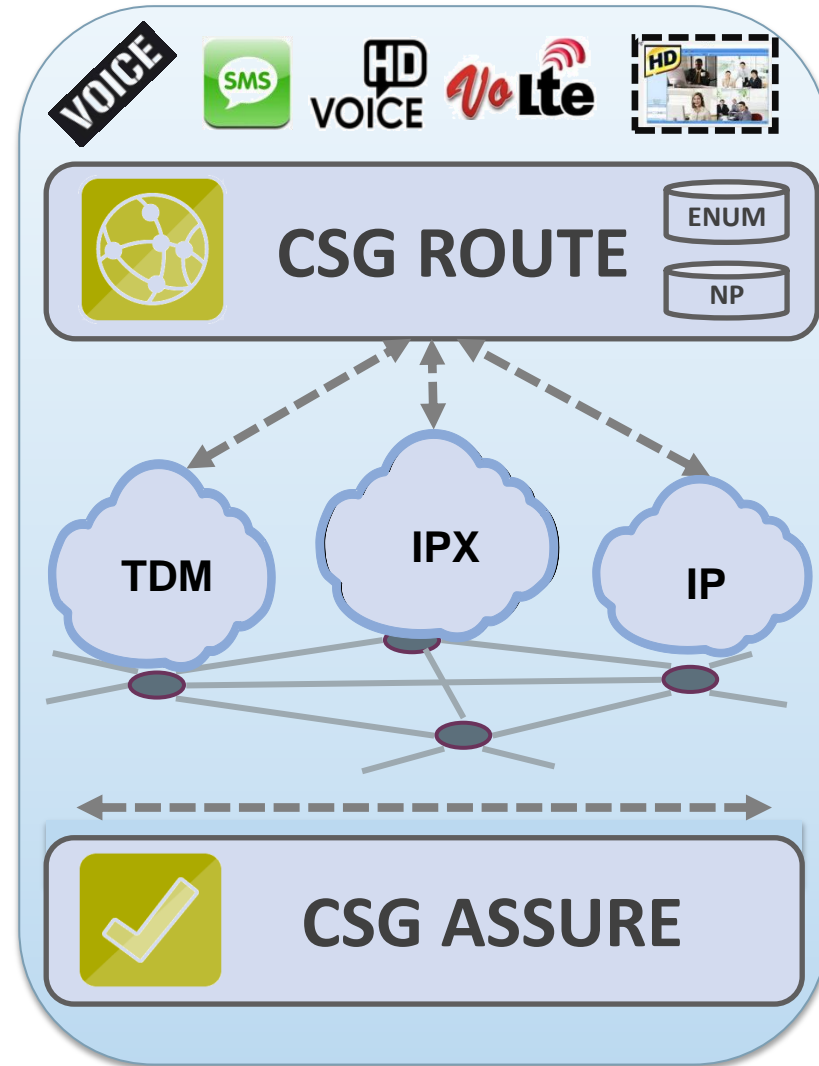 VOICE
SMS
HD
VOICE
VoLte
HD
CSG ROUTE
ENUM
NP
TDM
IPX
IP
CSG ASSURE